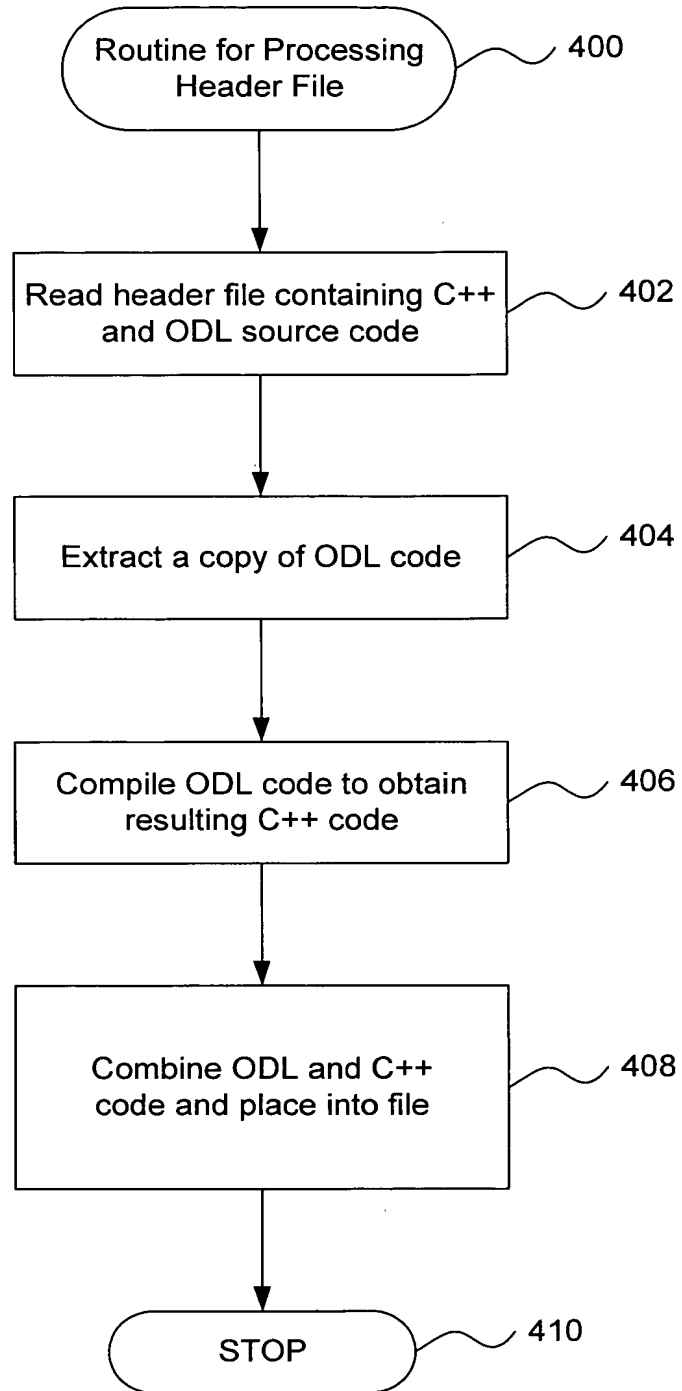 Routine for Processing
Header File
400
Read header file containing C++
and ODL source code
402
Extract a copy of ODL code
404
Compile ODL code to obtain
resulting C++ code
406
Combine ODL and C++
code and place into file
408
STOP
410